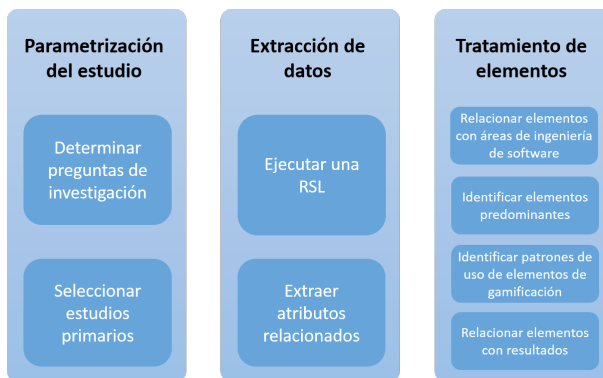 Parametrización
del estudio
Determinar
preguntas de
investigación
Seleccionar
estudios
primarios
Extracción de
datos
Ejecutar una
RSL
Extraer
atributos
relacionados
Tratamiento de
elementos
Relacionar elementos
con áreas de ingeniería
de software
Identificar elementos
predominantes
Identificar patrones de
uso de elementos de
gamificación
Relacionar elementos
con resultados